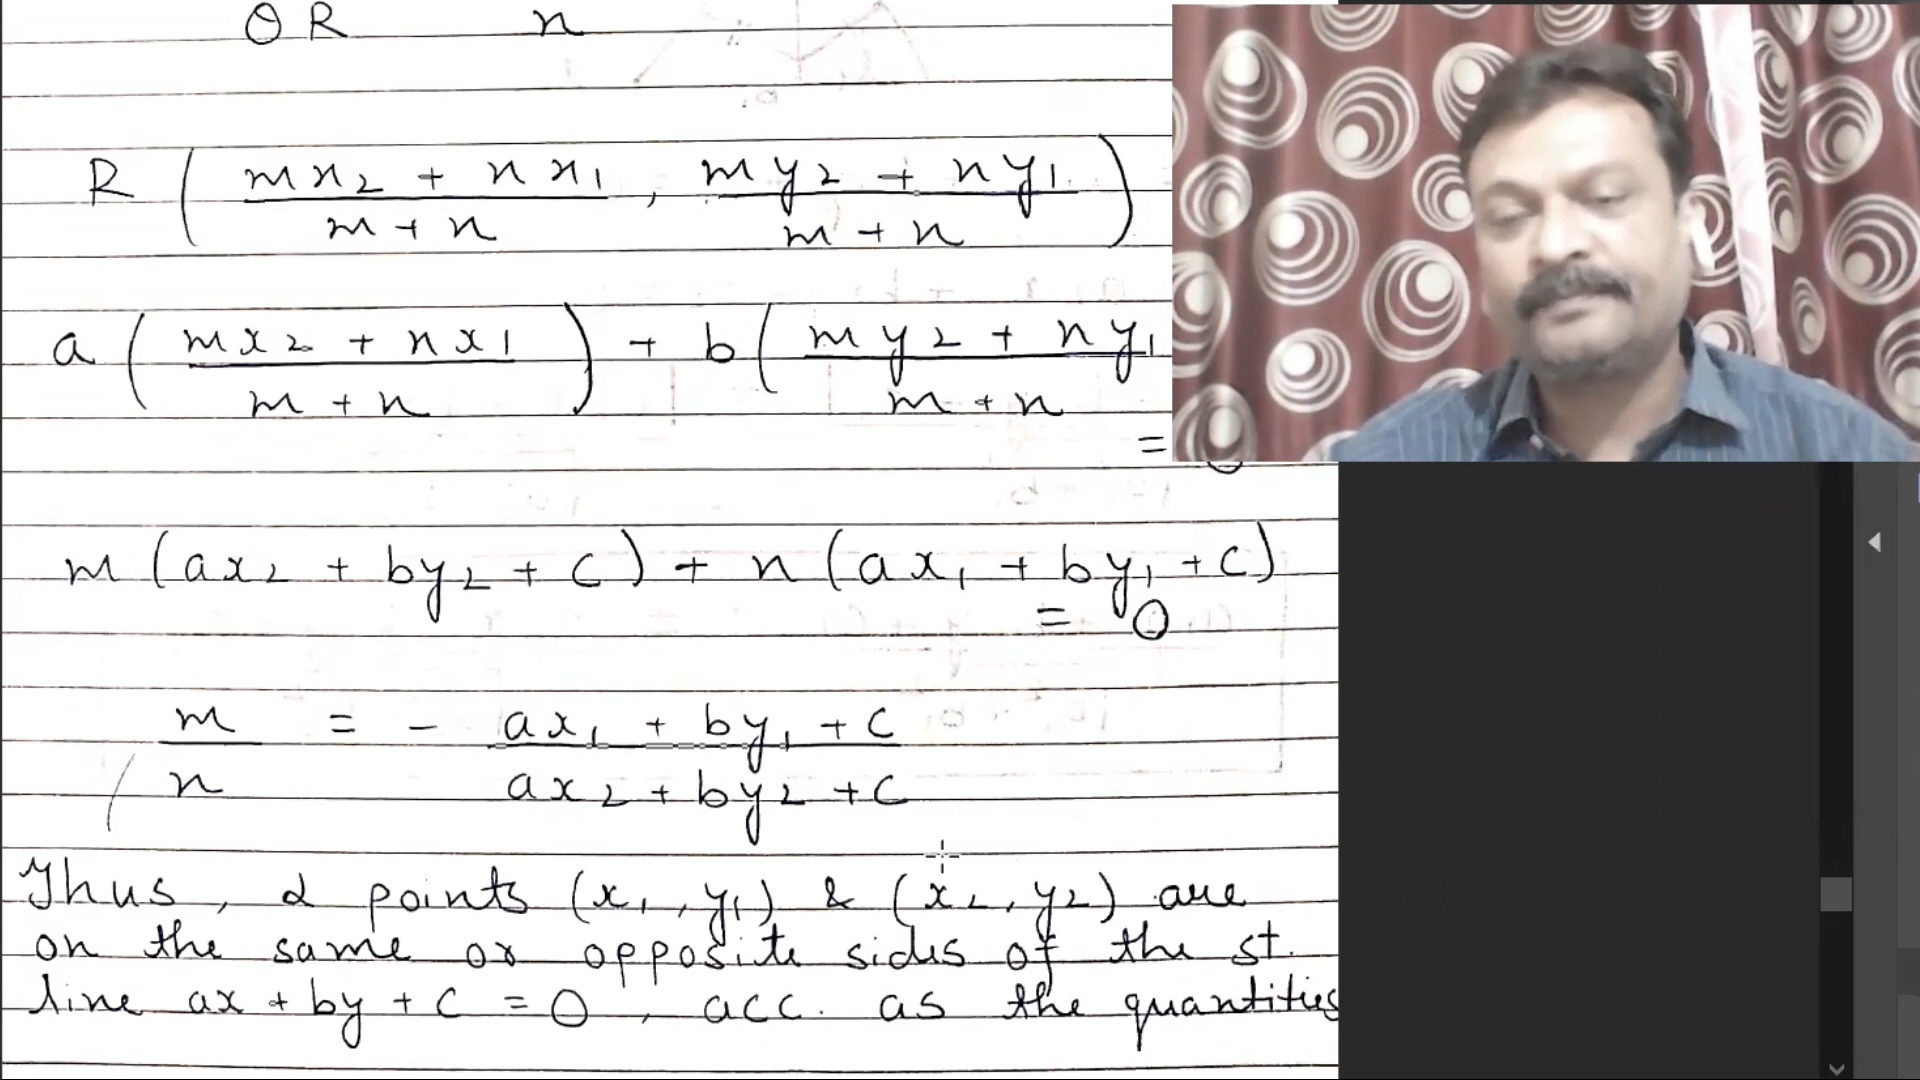 OR n
R ( mx2 + nx1 / m + n , my2 + ny1 / m + n )
a ( mx2 + nx1 / m + n ) + b ( my2 + ny1 / m + n
=
m (ax2 + by2 + c) + n (ax1 + by1 + c)
= 0
m / n = - ax1 + by1 + c / ax2 + by2 + c
Thus, 2 points (x1, y1) & (x2, y2) are
on the same or opposite sides of the st.
line ax + by + c = 0, acc. as the quantities